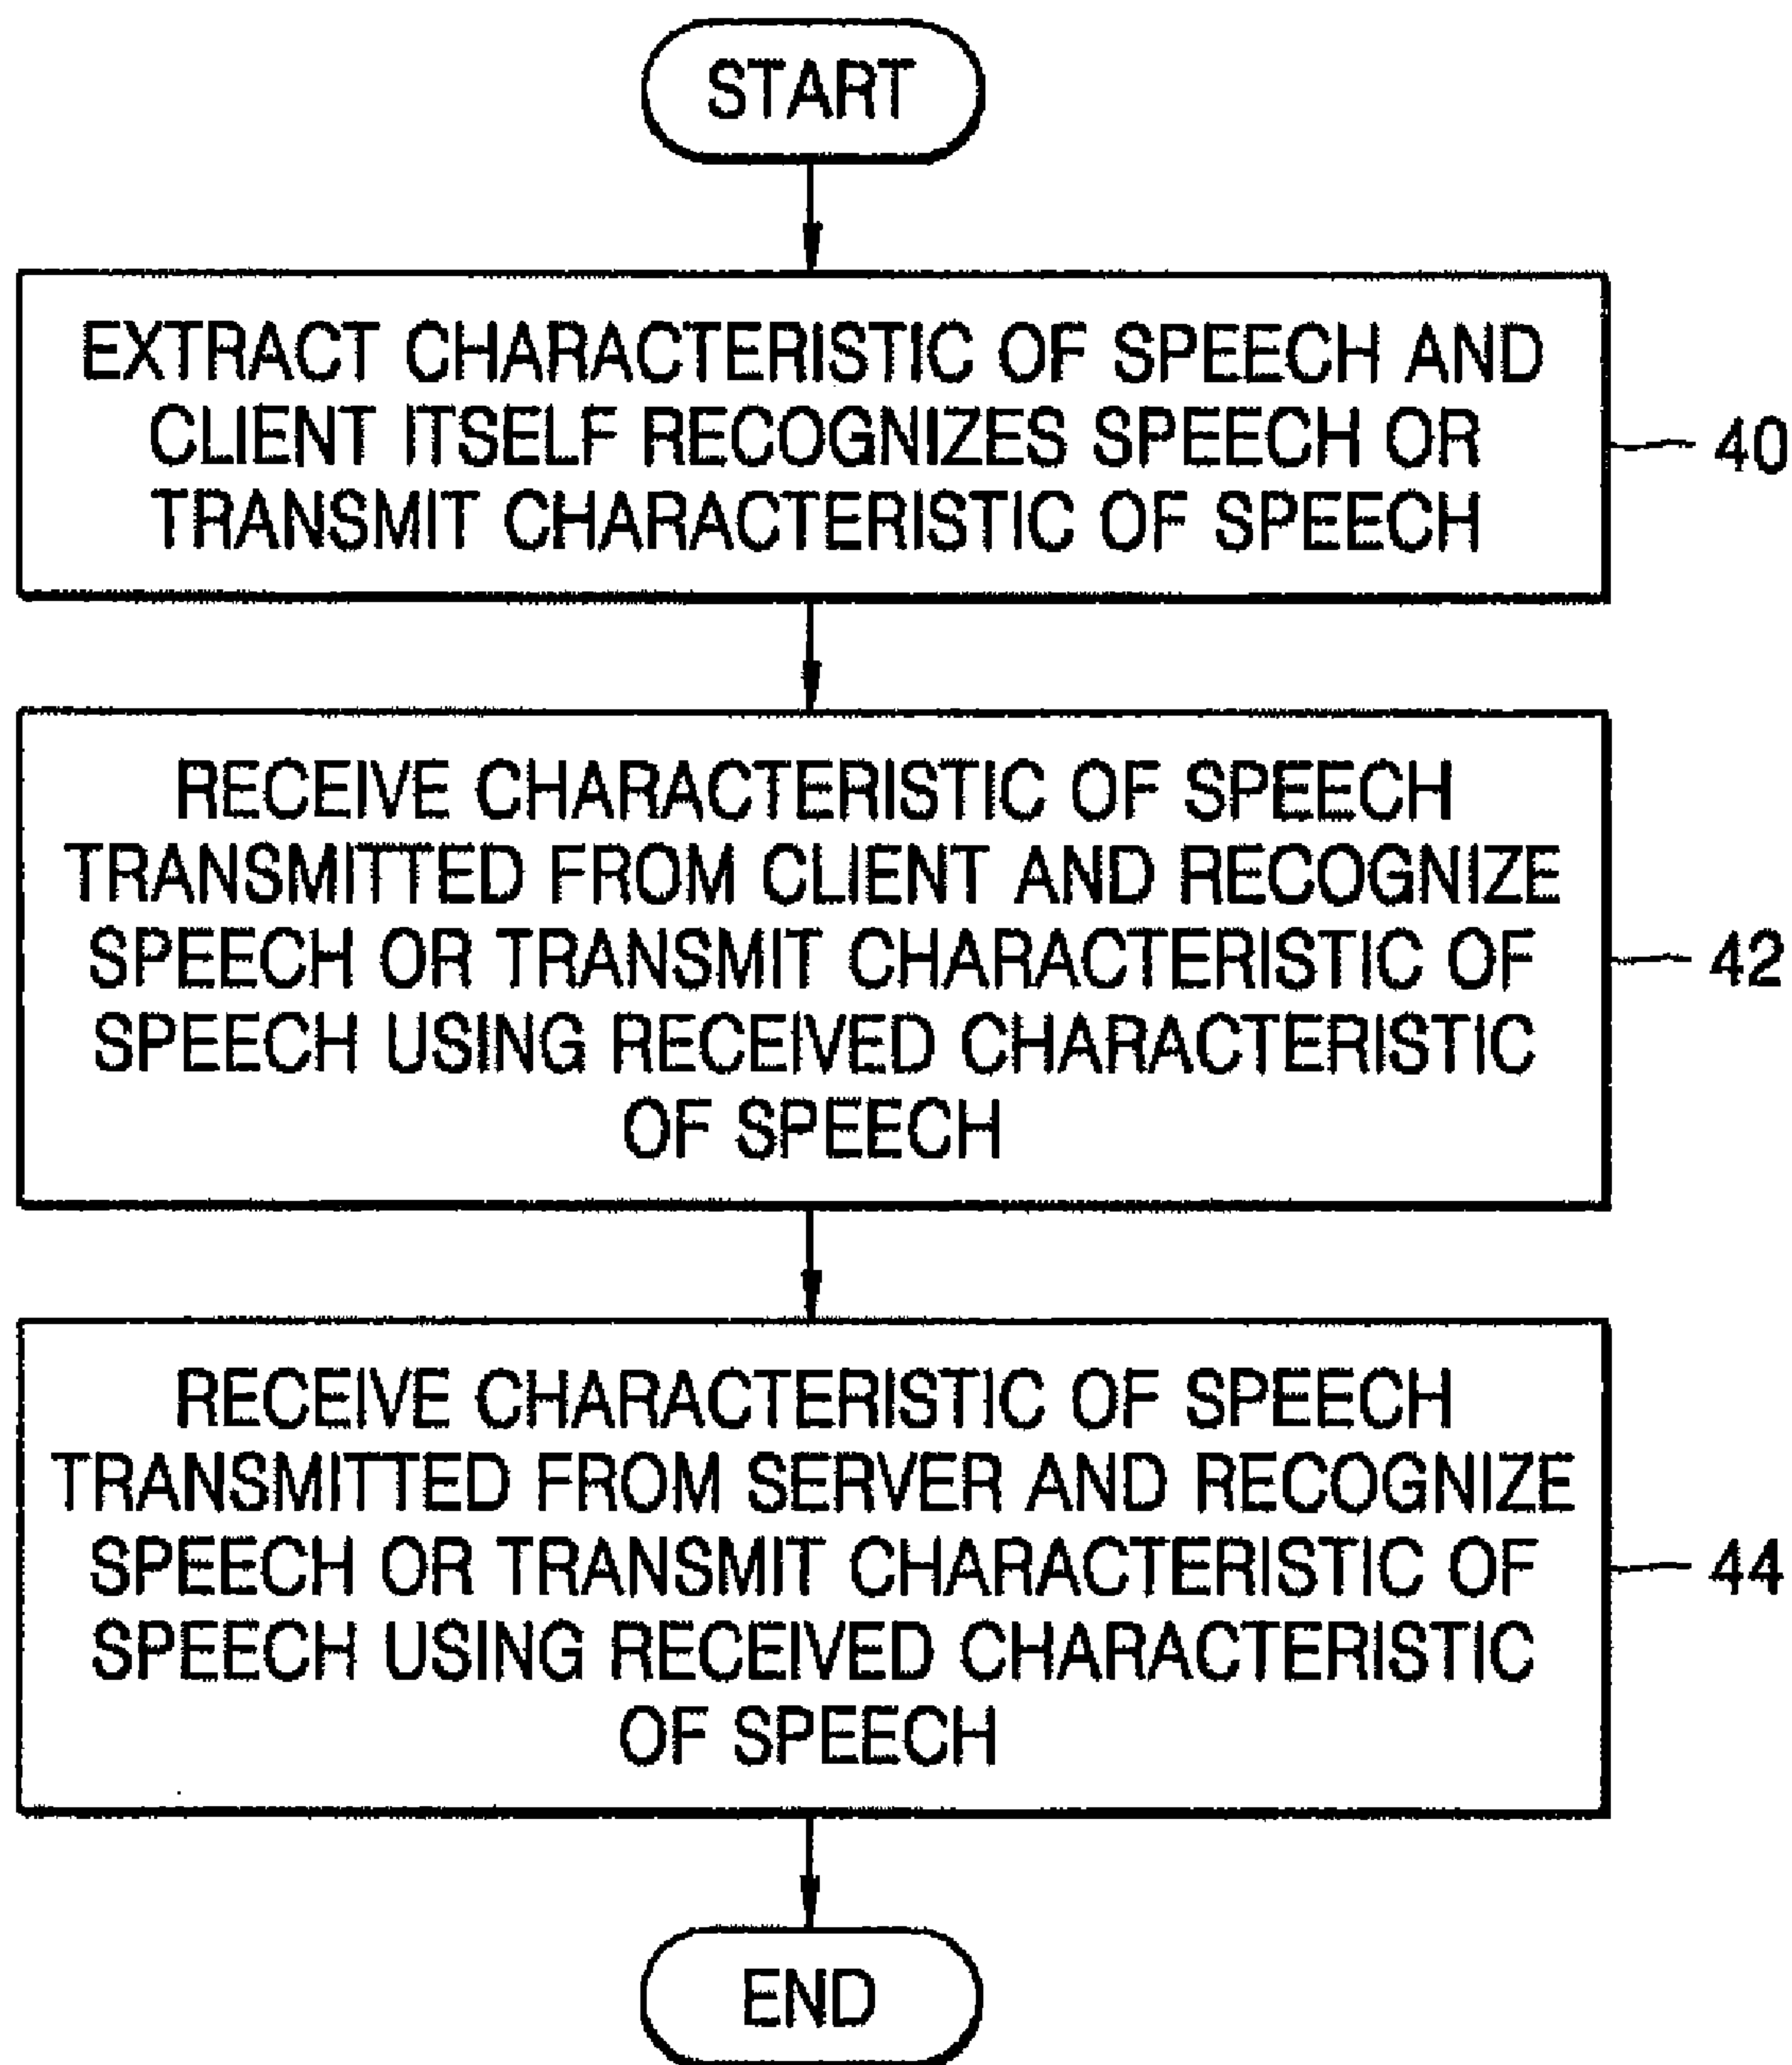 START
EXTRACT CHARACTERISTIC OF SPEECH AND
CLIENT ITSELF RECOGNIZES SPEECH OR
TRANSMIT CHARACTERISTIC OF SPEECH
40
RECEIVE CHARACTERISTIC OF SPEECH
TRANSMITTED FROM CLIENT AND RECOGNIZE
SPEECH OR TRANSMIT CHARACTERISTIC OF
SPEECH USING RECEIVED CHARACTERISTIC
OF SPEECH
42
RECEIVE CHARACTERISTIC OF SPEECH
TRANSMITTED FROM SERVER AND RECOGNIZE
SPEECH OR TRANSMIT CHARACTERISTIC OF
SPEECH USING RECEIVED CHARACTERISTIC
OF SPEECH
44
END